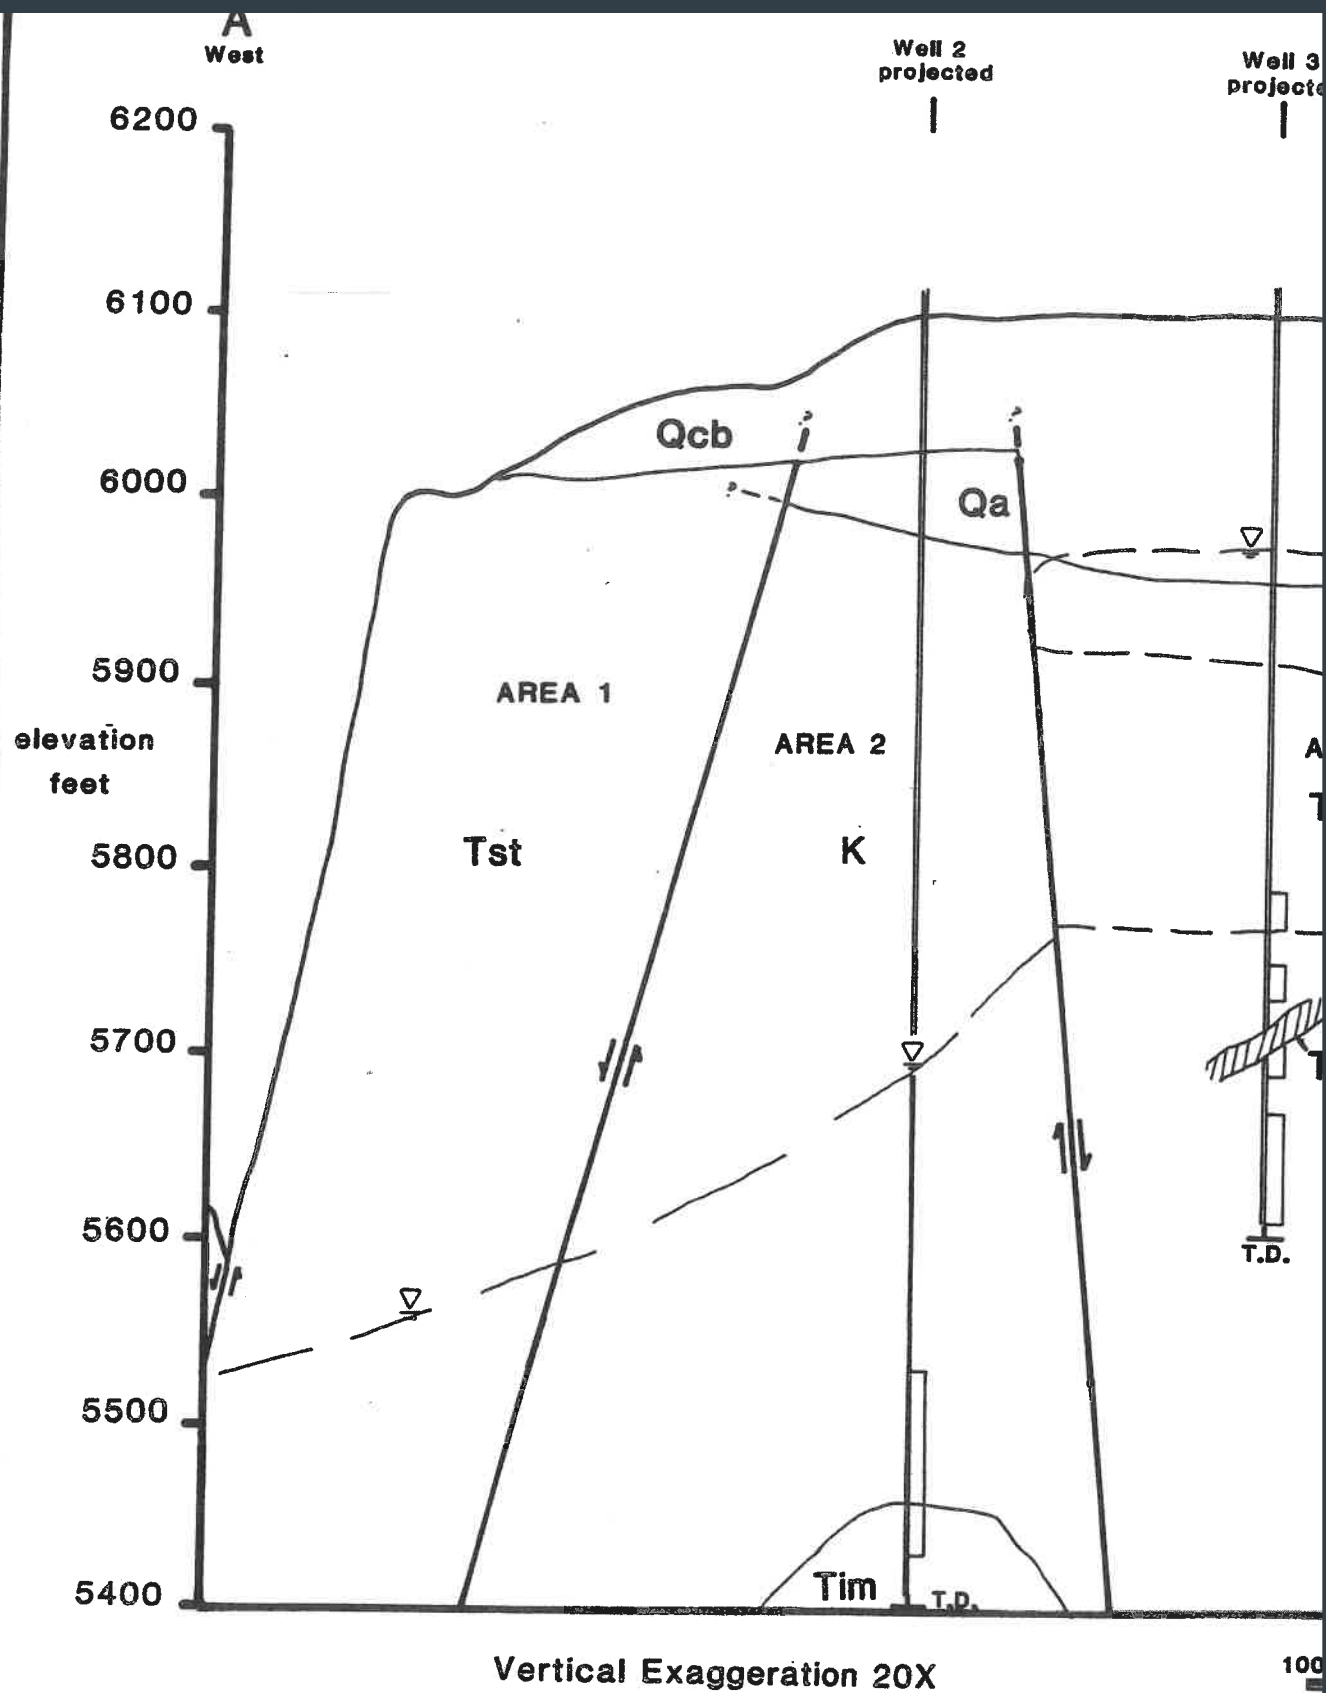 A
West
Well 2
projected
Well 3
6200
6100
Qcb
6000
Qa
5900
AREA 1
elevation
feet
AREA 2
5800
Tst
K
5700
5600
T.D.
5500
5400
Tim
T.D.
Vertical Exaggeration 20X